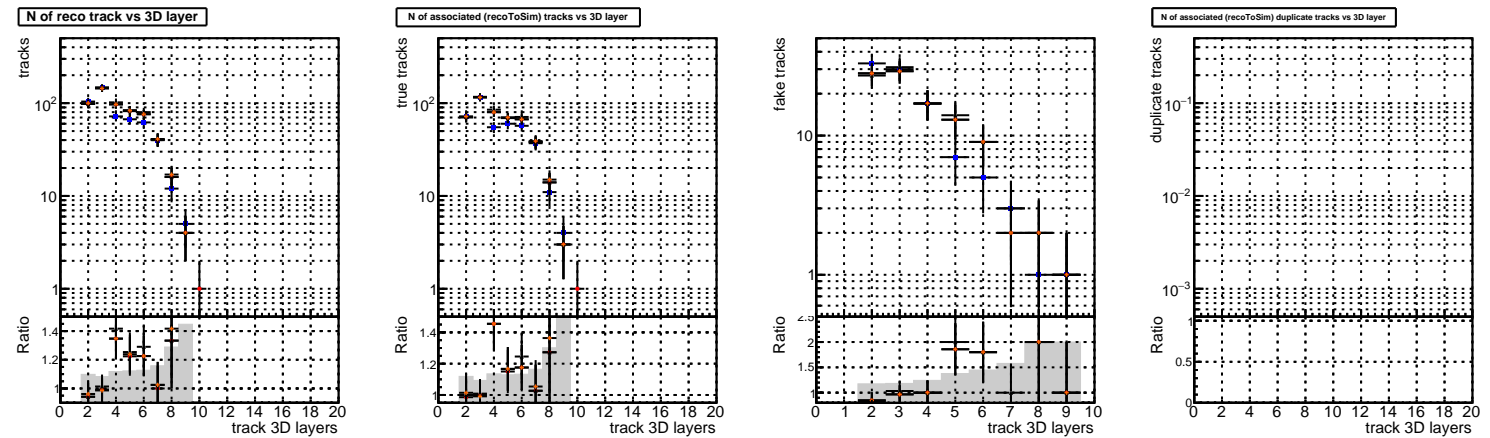 N of reco track vs 3D layer
tracks
10²
10
1
Ratio
1.4
1.2
1
0 2 4 6 8 10 12 14 16 18 20
track 3D layers
N of associated (recoToSim) tracks vs 3D layer
true tracks
10²
10
1
Ratio
1.4
1.2
1
0 2 4 6 8 10 12 14 16 18 20
track 3D layers
fake tracks
10
1
Ratio
2.5
2
1.5
1
0 1 2 3 4 5 6 7 8 9 10
track 3D layers
N of associated (recoToSim) duplicate tracks vs 3D layer
duplicate tracks
10⁻¹
10⁻²
10⁻³
Ratio
1
0.5
0
0 2 4 6 8 10 12 14 16 18 20
track 3D layers